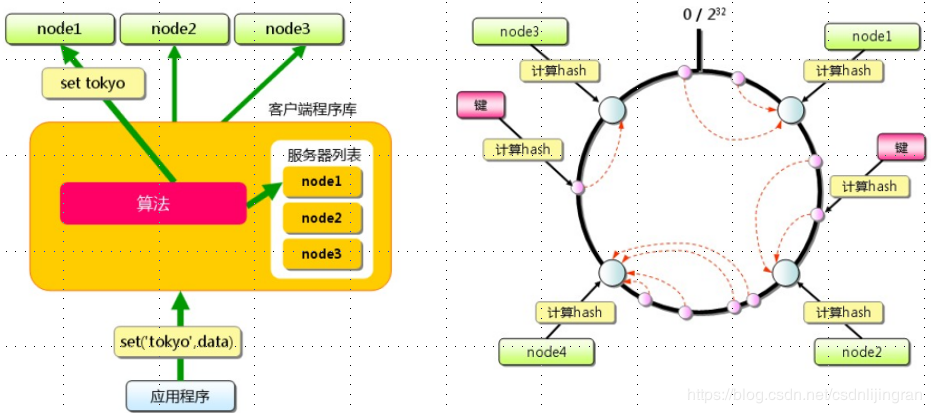 node1
node2
node3
set tokyo
客户端程序库
服务器列表
node1
node2
node3
算法
set('tokyo',data).
应用程序
0 / 2³²
node3
node1
计算hash
计算hash
键
键
计算hash
计算hash
计算hash
计算hash
node4
node2
https://blog.csdn.net/csdnlijingran